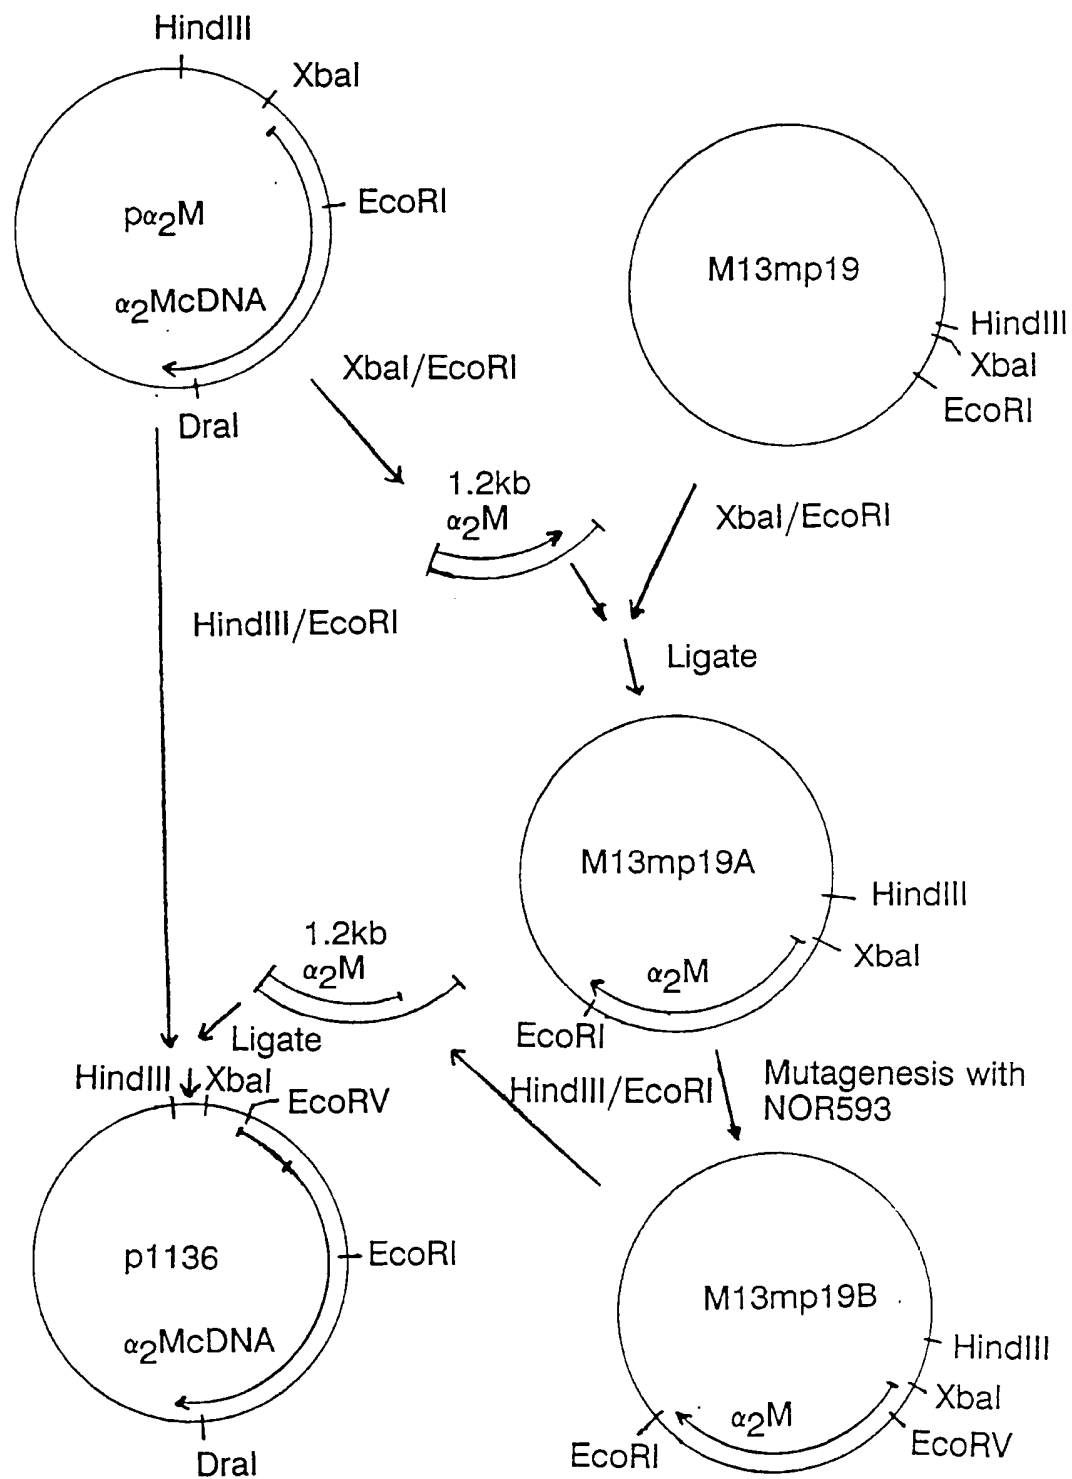 HindIII
XbaI
EcoRI
pα2M
α2McDNA
DraI
M13mp19
HindIII
XbaI
EcoRI
XbaI/EcoRI
1.2kb
α2M
XbaI/EcoRI
HindIII/EcoRI
Ligate
M13mp19A
HindIII
XbaI
α2M
EcoRI
1.2kb
α2M
Ligate
HindIII/EcoRI
Mutagenesis with
NOR593
HindIII
XbaI
EcoRV
p1136
EcoRI
α2McDNA
DraI
M13mp19B
HindIII
XbaI
α2M
EcoRV
EcoRI